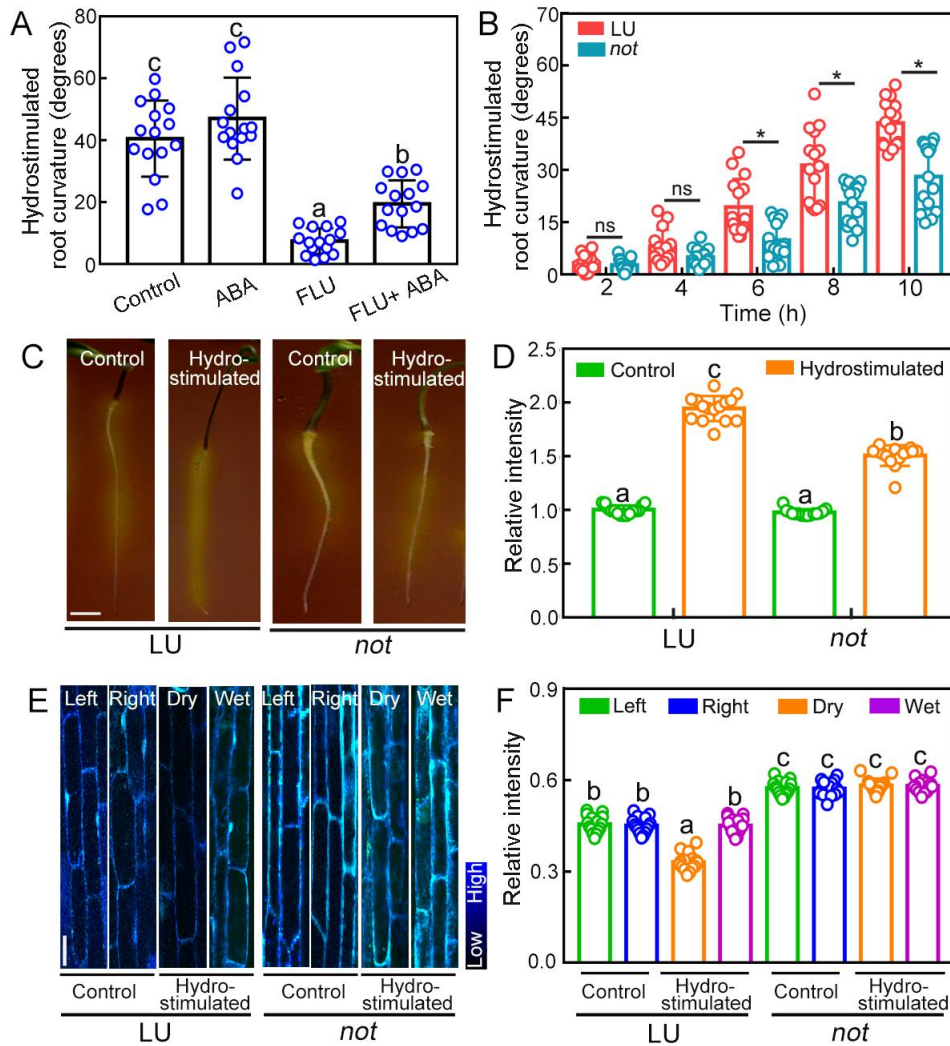 A
Hydrostimulated
root curvature (degrees)
80
60
40
20
0
c
c
a
b
Control
ABA
FLU
FLU+ ABA
B
Hydrostimulated
root curvature (degrees)
70
60
45
30
15
0
LU
not
ns
ns
*
*
*
2
4
6
8
10
Time (h)
C
Control
Hydro-
stimulated
Control
Hydro-
stimulated
LU
not
D
Relative intensity
2.5
2.0
1.5
1.0
0.5
0.0
Control
Hydrostimulated
a
c
a
b
LU
not
E
Left
Right
Dry
Wet
Left
Right
Dry
Wet
Low
High
Control
Hydro-
stimulated
Control
Hydro-
stimulated
LU
not
F
Relative intensity
0.9
0.6
0.3
0.0
Left
Right
Dry
Wet
b
b
a
b
c
c
c
c
Control
Hydro-
stimulated
Control
Hydro-
stimulated
LU
not